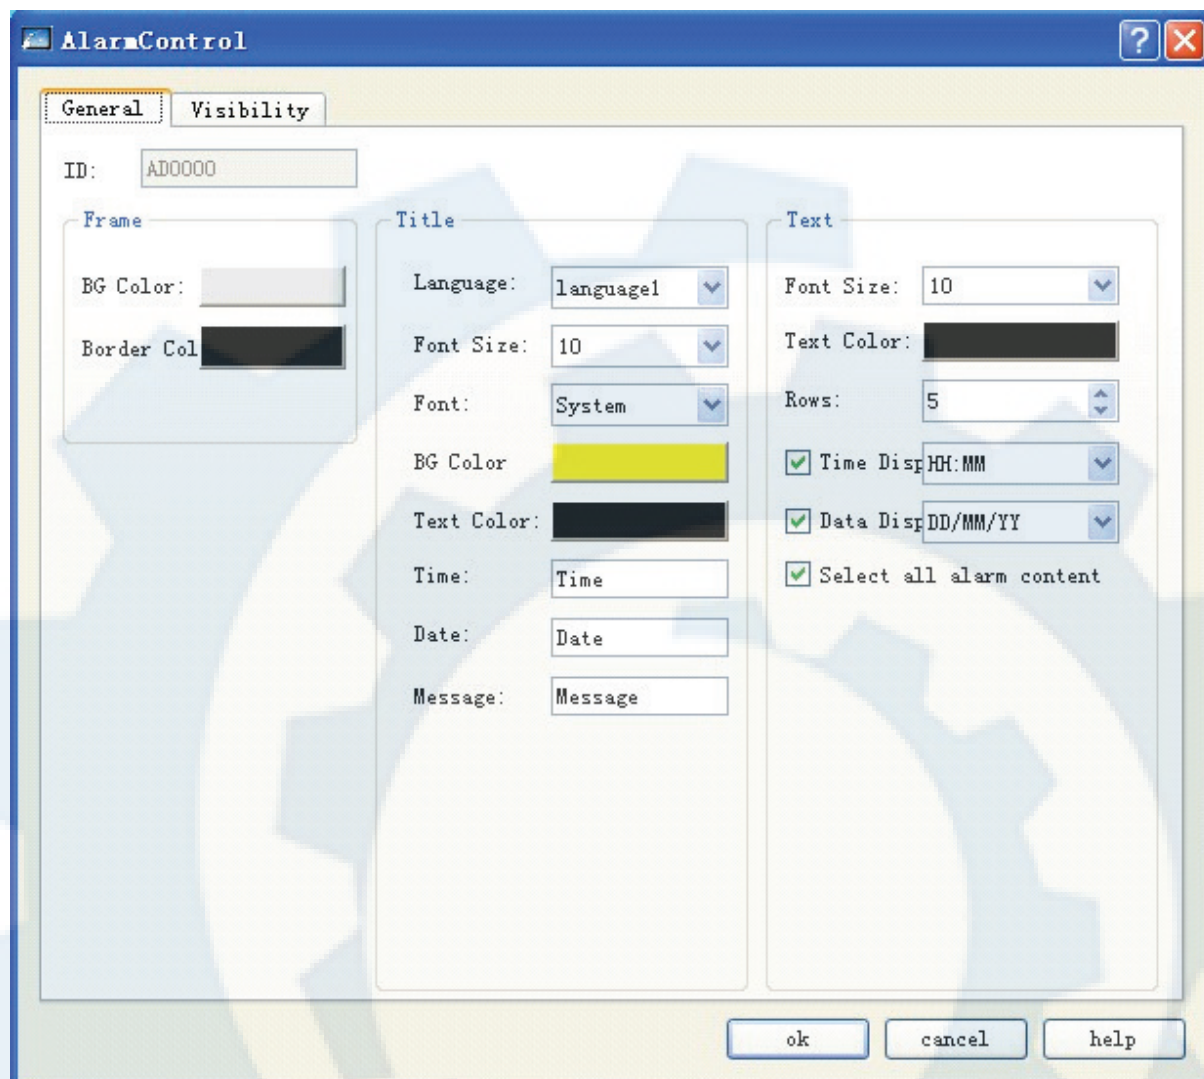 AlarmControl
General Visibility
ID: AD0000
Frame
BG Color:
Border Col
Title
Language: language1
Font Size: 10
Font: System
BG Color
Text Color:
Time: Time
Date: Date
Message: Message
Text
Font Size: 10
Text Color:
Rows: 5
Time Disp HH:MM
Data Disp DD/MM/YY
Select all alarm content
ok cancel help